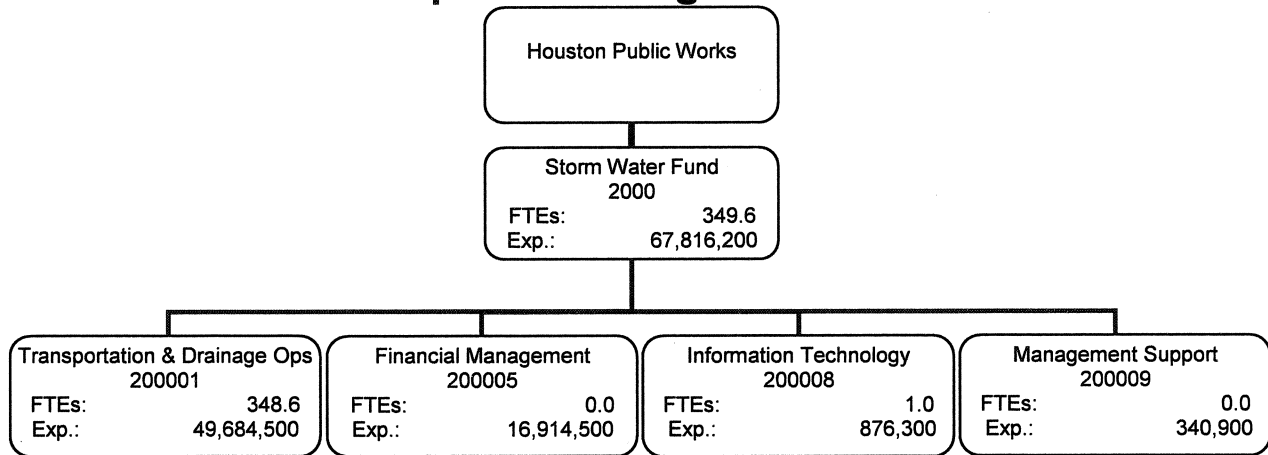 Houston Public Works
Storm Water Fund
2000
FTEs: 349.6
Exp.: 67,816,200
Transportation & Drainage Ops
200001
FTEs: 348.6
Exp.: 49,684,500
Financial Management
200005
FTEs: 0.0
Exp.: 16,914,500
Information Technology
200008
FTEs: 1.0
Exp.: 876,300
Management Support
200009
FTEs: 0.0
Exp.: 340,900